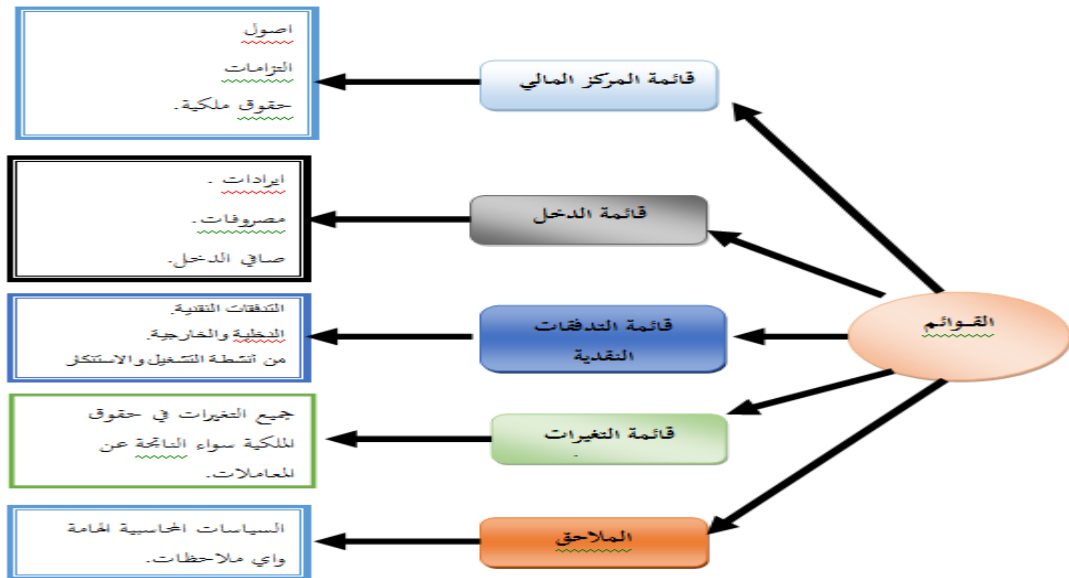 القـوائم
قائمة المركز المالي
اصول
التزامات
حقوق ملكية.
قائمة الدخل
ايرادات .
مصروفات.
صافي الدخل.
قائمة التدفقات
النقدية
التدفقات النقدية.
والخارجية.
من أنشطة التشغيل والاستثمار
قائمة التغيرات
جميع التغيرات في حقوق
الملكية سواء الناتجة عن
المعاملات.
الملاحق
السياسات المحاسبية الهامة
واي ملاحظات.